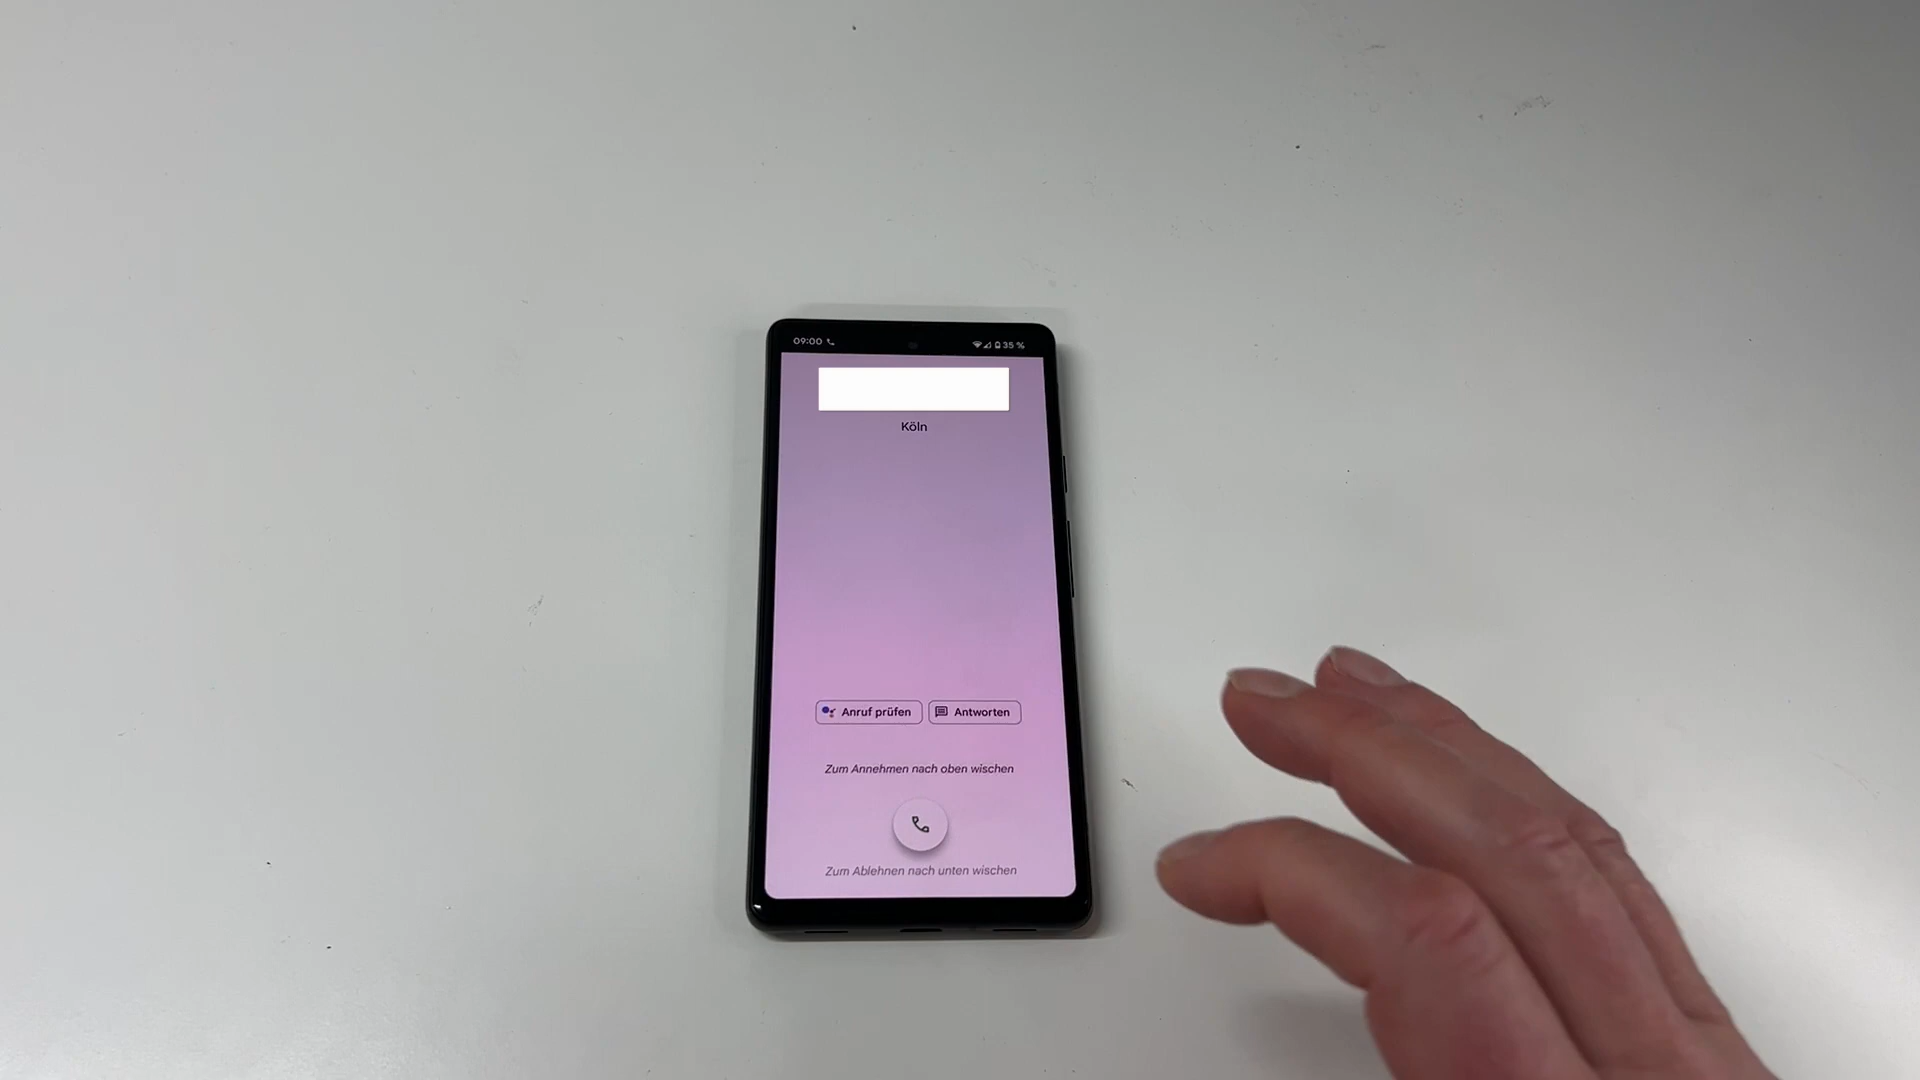 09:00 35 %
Köln
Anruf prüfen Antworten
Zum Annehmen nach oben wischen
Zum Ablehnen nach unten wischen